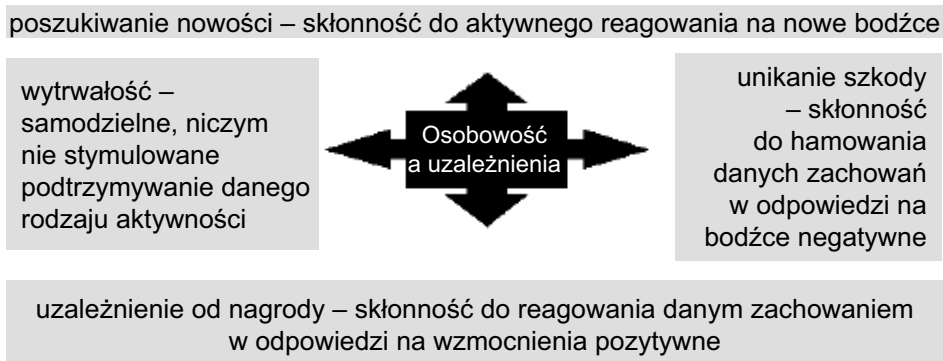 poszukiwanie nowości – skłonność do aktywnego reagowania na nowe bodźce
wytrwałość –
samodzielne, niczym
nie stymulowane
podtrzymywanie danego
rodzaju aktywności
Osobowość
a uzależnienia
unikanie szkody
– skłonność
do hamowania
danych zachowań
w odpowiedzi na
bodźce negatywne
uzależnienie od nagrody – skłonność do reagowania danym zachowaniem
w odpowiedzi na wzmocnienia pozytywne